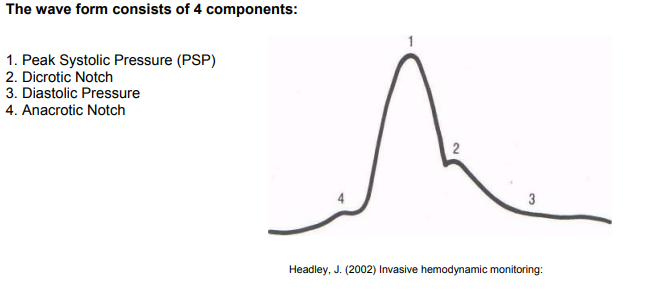 The wave form consists of 4 components:
1. Peak Systolic Pressure (PSP)
2. Dicrotic Notch
3. Diastolic Pressure
4. Anacrotic Notch
1
2
4
3
Headley, J. (2002) Invasive hemodynamic monitoring: